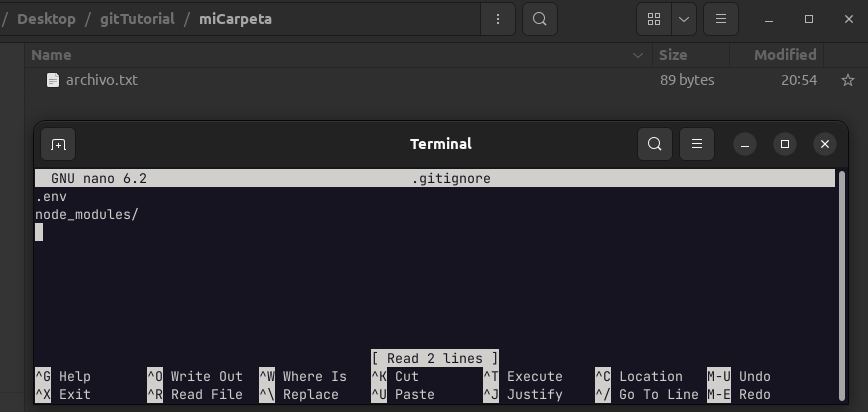 / Desktop / gitTutorial / miCarpeta
Name Size Modified
archivo.txt 89 bytes 20:54
Terminal
GNU nano 6.2 .gitignore
.env
node_modules/
[ Read 2 lines ]
^G Help ^O Write Out ^W Where Is ^K Cut ^T Execute ^C Location M-U Undo
^X Exit ^R Read File ^\ Replace ^U Paste ^J Justify ^/ Go To Line M-E Redo